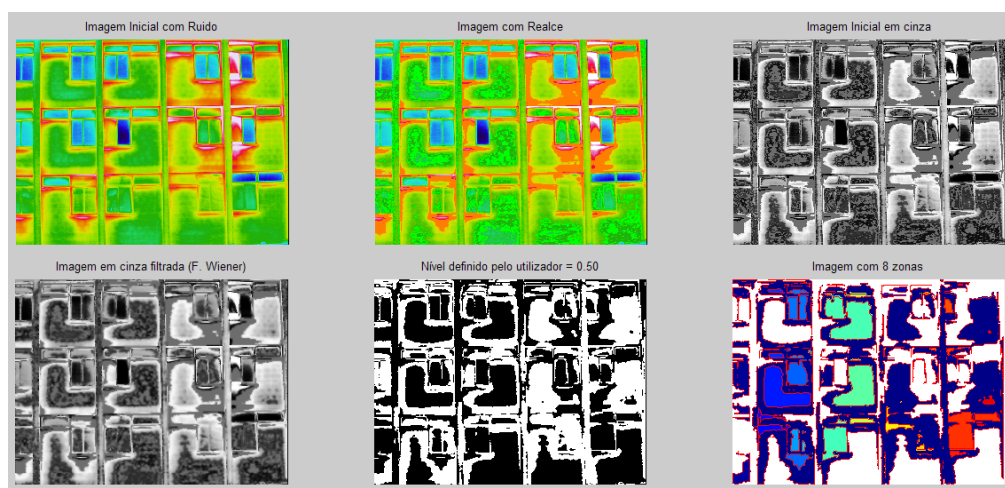 Imagem Inicial com Ruido
Imagem com Realce
Imagem Inicial em cinza
Imagem em cinza filtrada (F. Wiener)
Nível definido pelo utilizador = 0.50
Imagem com 8 zonas